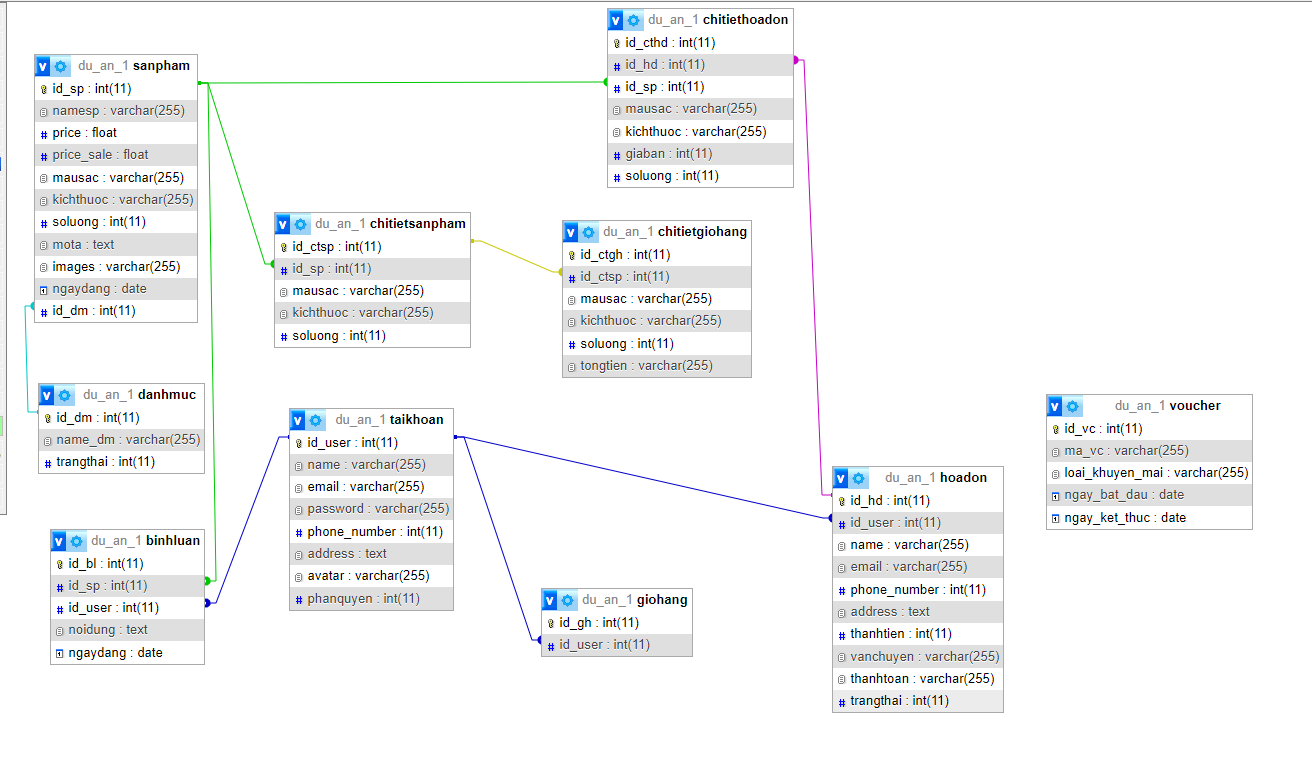 du_an_1 sanpham
id_sp : int(11)
namesp : varchar(255)
price : float
price_sale : float
mausac : varchar(255)
kichthuoc : varchar(255)
soluong : int(11)
mota : text
images : varchar(255)
ngaydang : date
id_dm : int(11)
du_an_1 chitiethoadon
id_cthd : int(11)
id_hd : int(11)
id_sp : int(11)
mausac : varchar(255)
kichthuoc : varchar(255)
giaban : int(11)
soluong : int(11)
du_an_1 chitietsanpham
id_ctsp : int(11)
id_sp : int(11)
mausac : varchar(255)
kichthuoc : varchar(255)
soluong : int(11)
du_an_1 chitietgiohang
id_ctgh : int(11)
id_ctsp : int(11)
mausac : varchar(255)
kichthuoc : varchar(255)
soluong : int(11)
tongtien : varchar(255)
du_an_1 danhmuc
id_dm : int(11)
name_dm : varchar(255)
trangthai : int(11)
du_an_1 taikhoan
id_user : int(11)
name : varchar(255)
email : varchar(255)
password : varchar(255)
phone_number : int(11)
address : text
avatar : varchar(255)
phanquyen : int(11)
du_an_1 voucher
id_vc : int(11)
ma_vc : varchar(255)
loai_khuyen_mai : varchar(255)
ngay_bat_dau : date
ngay_ket_thuc : date
du_an_1 hoadon
id_hd : int(11)
id_user : int(11)
name : varchar(255)
email : varchar(255)
phone_number : int(11)
address : text
thanhtien : int(11)
vanchuyen : varchar(255)
thanhtoan : varchar(255)
trangthai : int(11)
du_an_1 binhluan
id_bl : int(11)
id_sp : int(11)
id_user : int(11)
noidung : text
ngaydang : date
du_an_1 giohang
id_gh : int(11)
id_user : int(11)